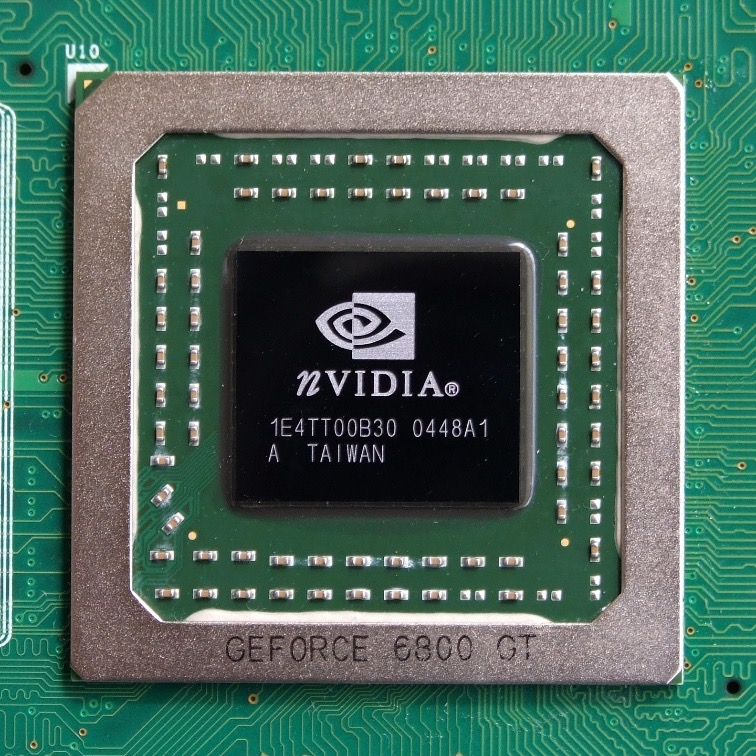 U10
nVIDIA®
1E4TT00B30 0448A1
A TAIWAN
GEFORCE 6800 GT